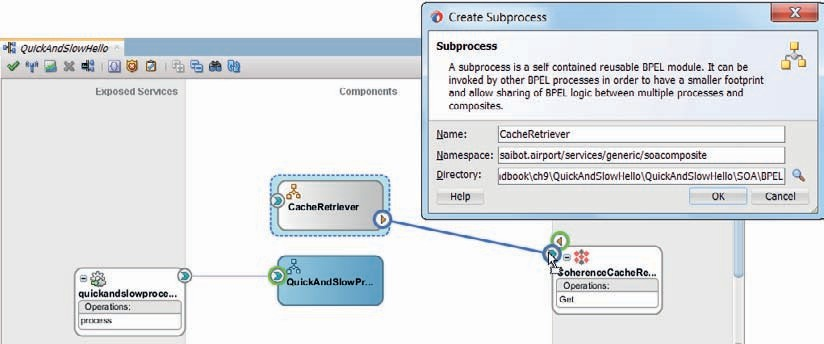 QuickAndSlowHello
Exposed Services
Components
CacheRetriever
QuickAndSlowPr...
quickandslowproce...
Operations:
process
oherenceCacheRe...
Operations:
Get
Create Subprocess
Subprocess
A subprocess is a self contained reusable BPEL module. It can be
invoked by other BPEL processes in order to have a smaller footprint
and allow sharing of BPEL logic between multiple processes and
composites.
Name: CacheRetriever
Namespace: saibot.airport/services/generic/soacomposite
Directory: ndbook\ch9\QuickAndSlowHello\QuickAndSlowHello\SOA\BPEL
Help OK Cancel